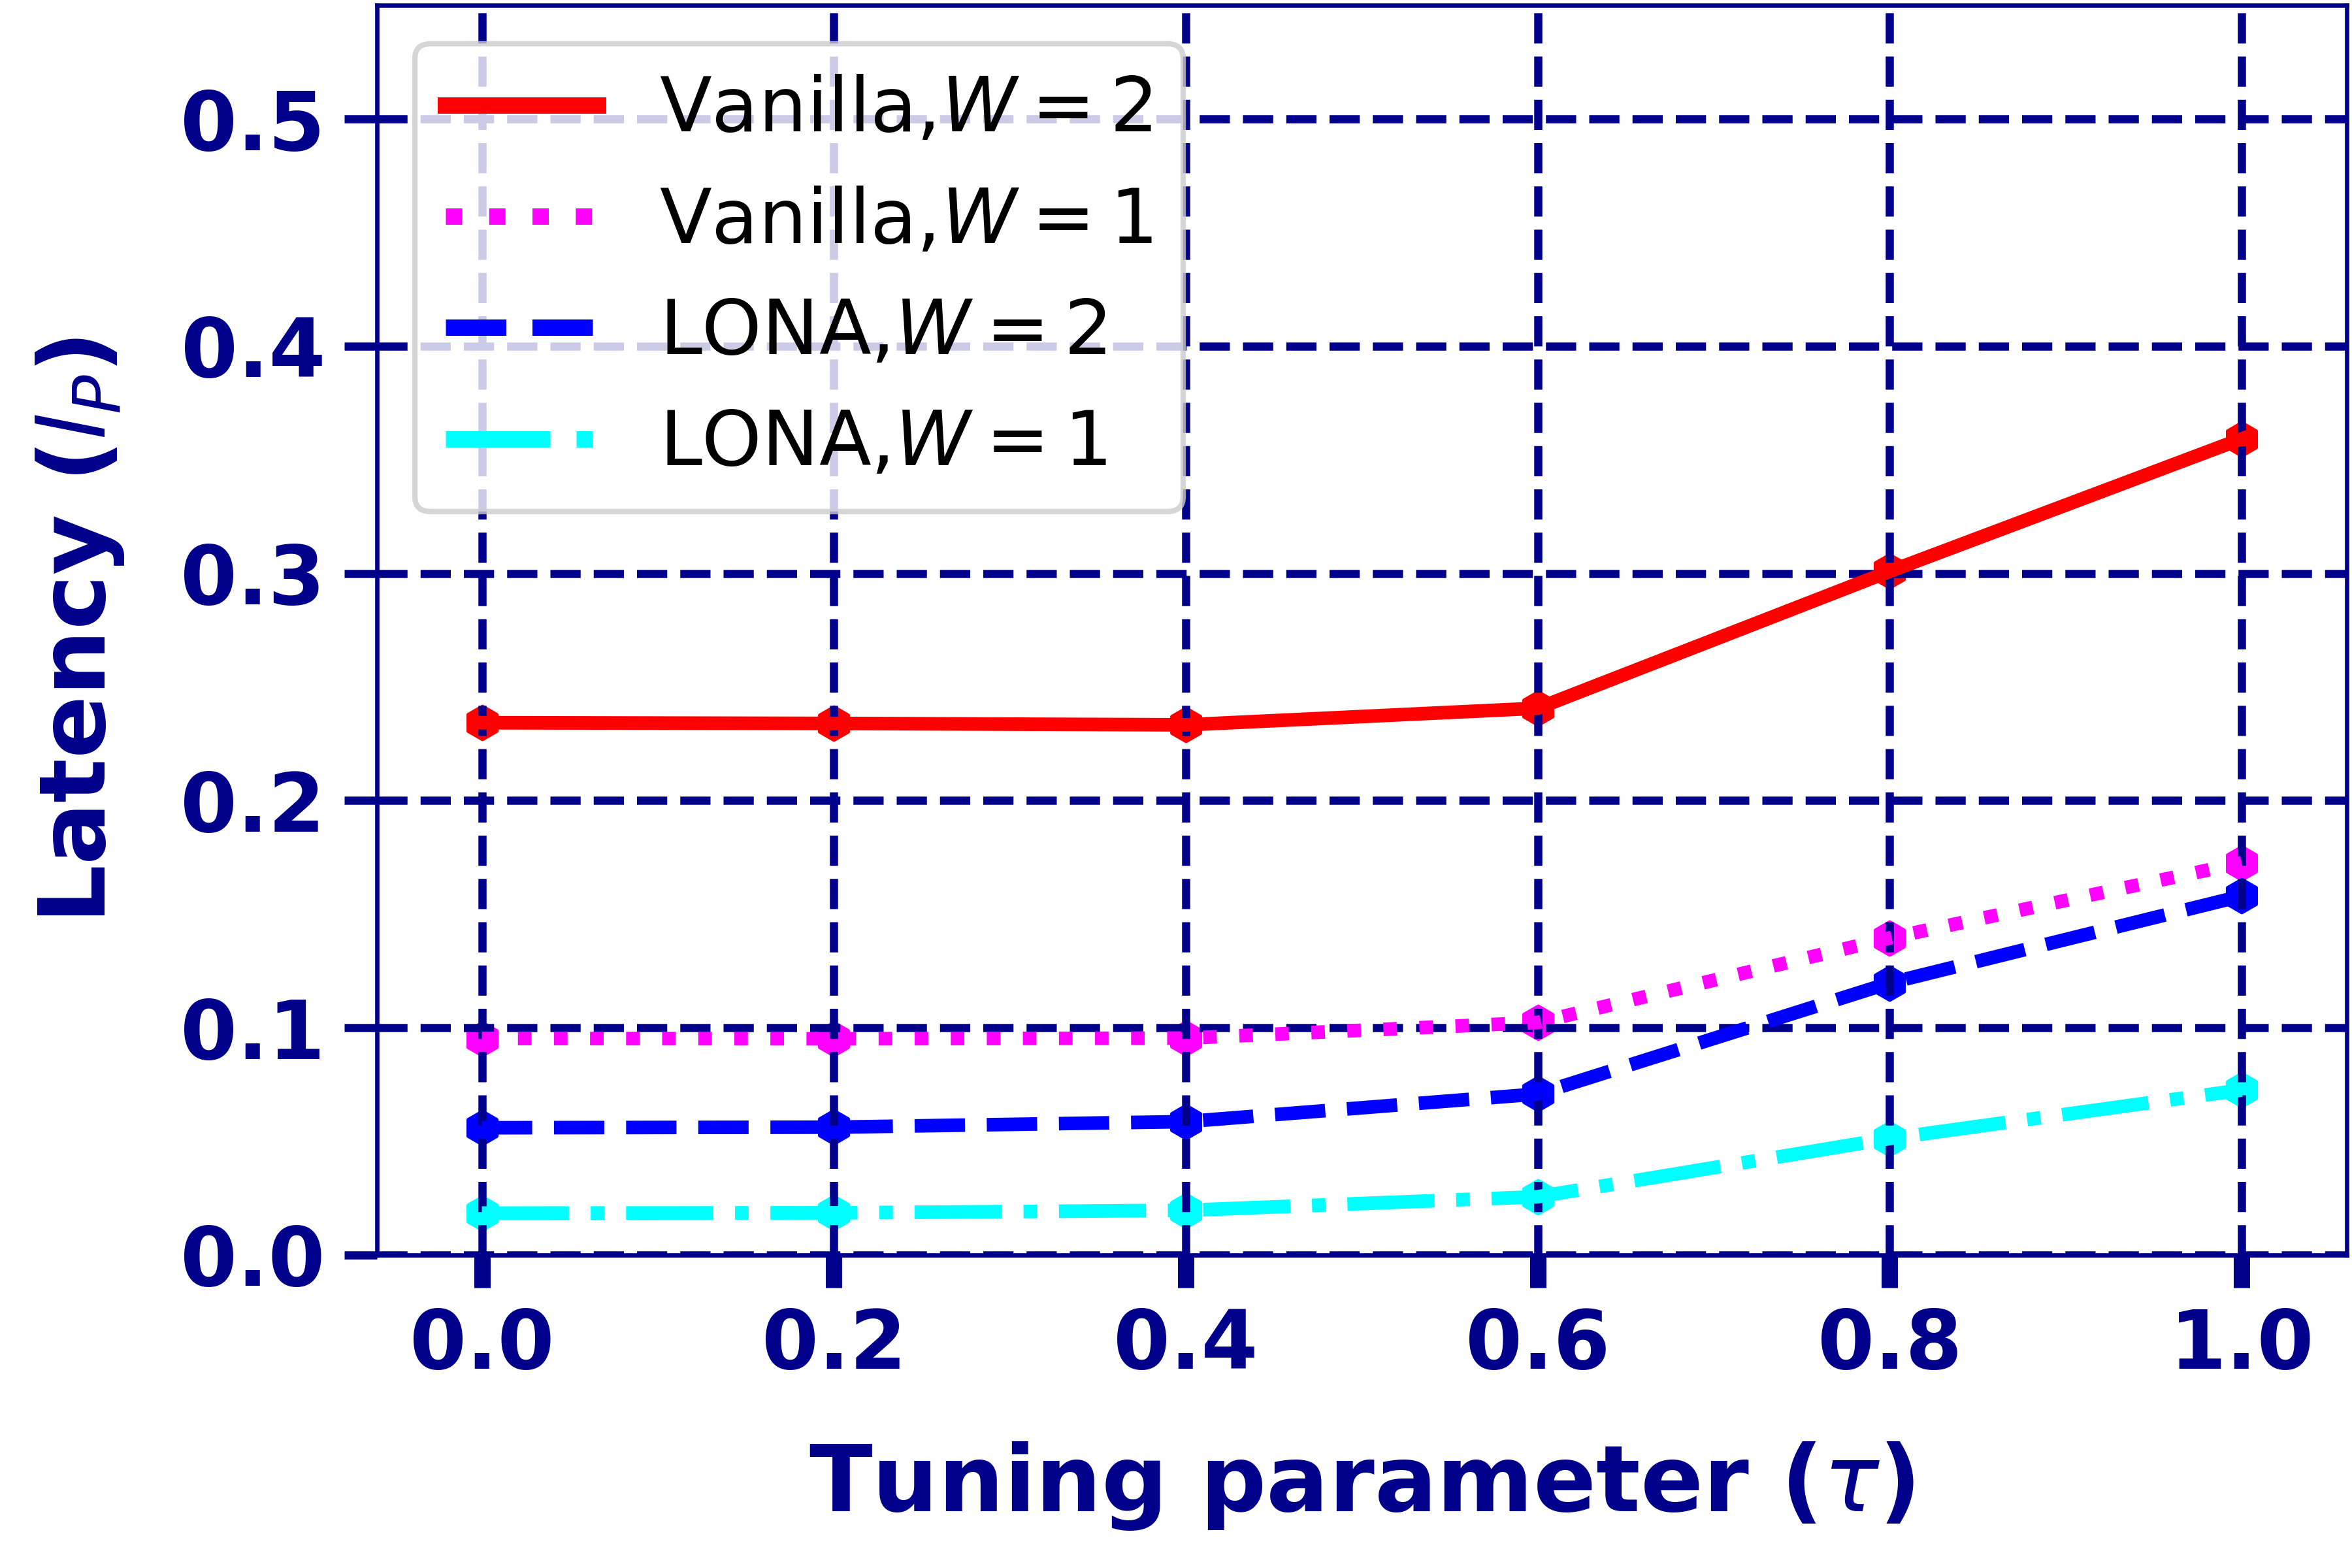 Vanilla,W = 2
Vanilla,W = 1
LONA,W = 2
LONA,W = 1
Latency (l_P)
0.5
0.4
0.3
0.2
0.1
0.0
0.0 0.2 0.4 0.6 0.8 1.0
Tuning parameter (τ)